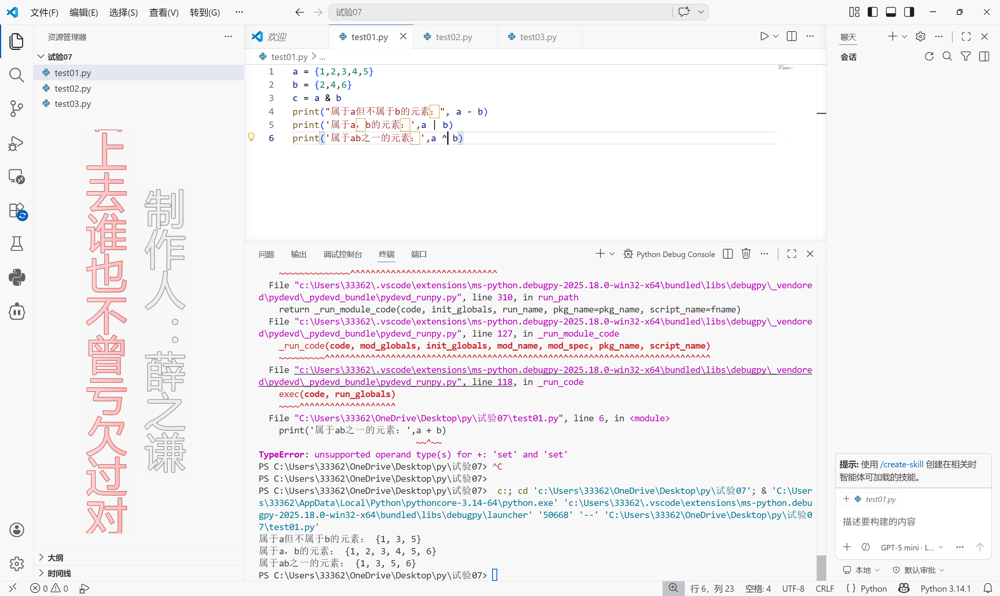 文件(F) 编辑(E) 选择(S) 查看(V) 转到(G) ··· 试验07
资源管理器 ···
试验07
test01.py
test02.py
test03.py
上去谁也不曾亏欠过对
制作人：薛之谦
大纲
时间线
欢迎 test01.py test02.py test03.py
test01.py > ...
1 a = {1,2,3,4,5}
2 b = {2,4,6}
3 c = a & b
4 print("属于a但不属于b的元素：", a - b)
5 print('属于a，b的元素：',a | b)
6 print('属于ab之一的元素：',a ^ b)
问题 输出 调试控制台 终端 端口 Python Debug Console
~~~~~~~~~~~~~~^^^^^^^^^^^^^^^^^^^^^^^^^^^^^
File "c:\Users\33362\.vscode\extensions\ms-python.debugpy-2025.18.0-win32-x64\bundled\libs\debugpy\_vendore
d\pydevd\_pydevd_bundle\pydevd_runpy.py", line 310, in run_path
return _run_module_code(code, init_globals, run_name, pkg_name=pkg_name, script_name=fname)
File "c:\Users\33362\.vscode\extensions\ms-python.debugpy-2025.18.0-win32-x64\bundled\libs\debugpy\_vendore
d\pydevd\_pydevd_bundle\pydevd_runpy.py", line 127, in _run_module_code
_run_code(code, mod_globals, init_globals, mod_name, mod_spec, pkg_name, script_name)
~~~~~~~~~^^^^^^^^^^^^^^^^^^^^^^^^^^^^^^^^^^^^^^^^^^^^^^^^^^^^^^^^^^^^^^^^^^^^^^^^^^^^
File "c:\Users\33362\.vscode\extensions\ms-python.debugpy-2025.18.0-win32-x64\bundled\libs\debugpy\_vendore
d\pydevd\_pydevd_bundle\pydevd_runpy.py", line 118, in _run_code
exec(code, run_globals)
~~~~^^^^^^^^^^^^^^^^^^^
File "C:\Users\33362\OneDrive\Desktop\py\试验07\test01.py", line 6, in <module>
print('属于ab之一的元素：',a + b)
~~^~~
TypeError: unsupported operand type(s) for +: 'set' and 'set'
PS C:\Users\33362\OneDrive\Desktop\py\试验07> ^C
PS C:\Users\33362\OneDrive\Desktop\py\试验07>
PS C:\Users\33362\OneDrive\Desktop\py\试验07>  c:; cd 'c:\Users\33362\OneDrive\Desktop\py\试验07'; & 'C:\User
s\33362\AppData\Local\Python\pythoncore-3.14-64\python.exe' 'c:\Users\33362\.vscode\extensions\ms-python.debu
gpy-2025.18.0-win32-x64\bundled\libs\debugpy\launcher' '50668' '--' 'C:\Users\33362\OneDrive\Desktop\py\试验0
7\test01.py'
属于a但不属于b的元素： {1, 3, 5}
属于a，b的元素： {1, 2, 3, 4, 5, 6}
属于ab之一的元素： {1, 3, 5, 6}
PS C:\Users\33362\OneDrive\Desktop\py\试验07>
聊天
会话
提示: 使用 /create-skill 创建在相关时
智能体可加载的技能。
test01.py
描述要构建的内容
GPT-5 mini · L...
本地 默认审批
0 0 行 6，列 23 空格: 4 UTF-8 CRLF {} Python Python 3.14.1